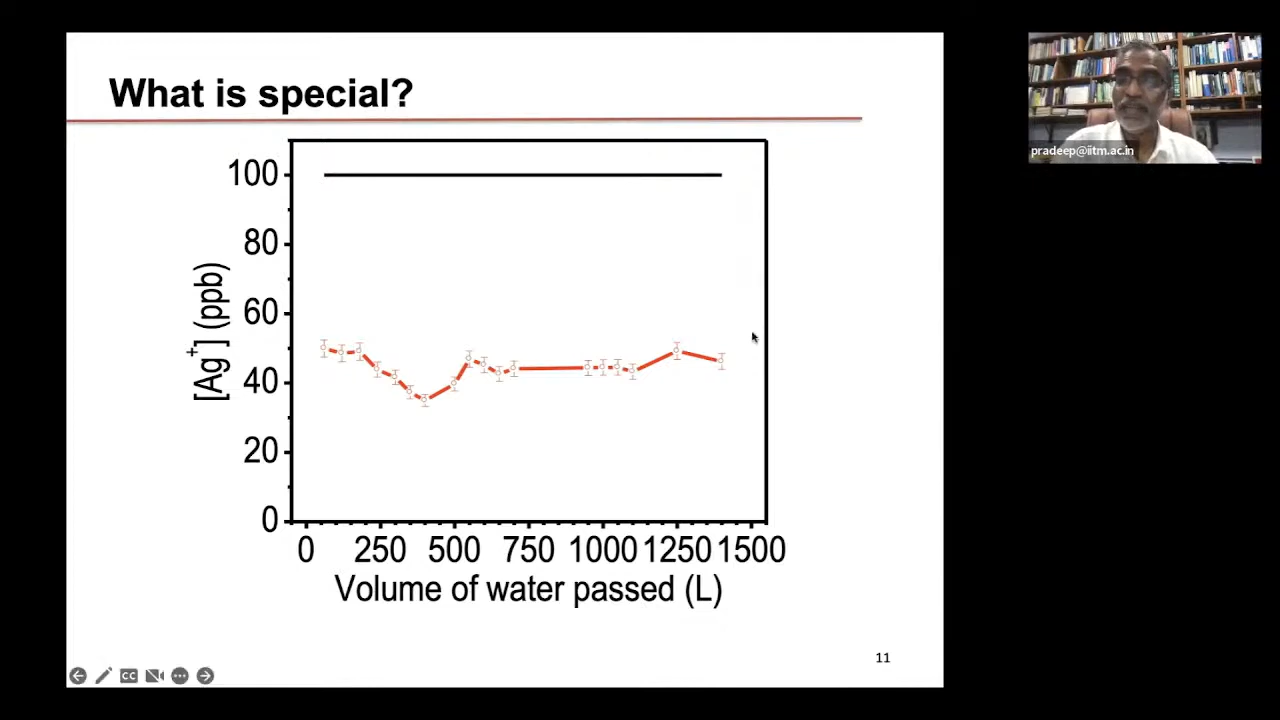 What is special?
100
80
60
40
20
0
[Ag+] (ppb)
0 250 500 750 1000 1250 1500
Volume of water passed (L)
11
CC
pradeep@iitm.ac.in